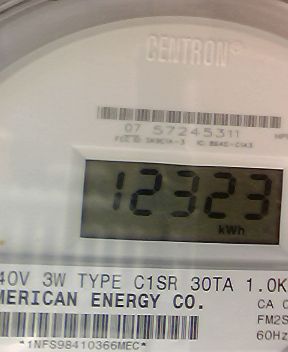 CENTRON®
07 57245311
12323
kWh
40V 3W TYPE C1SR 30TA 1.0K
MERICAN ENERGY CO.
CA 0
FM2S
60Hz
*1NFS98410366MEC*